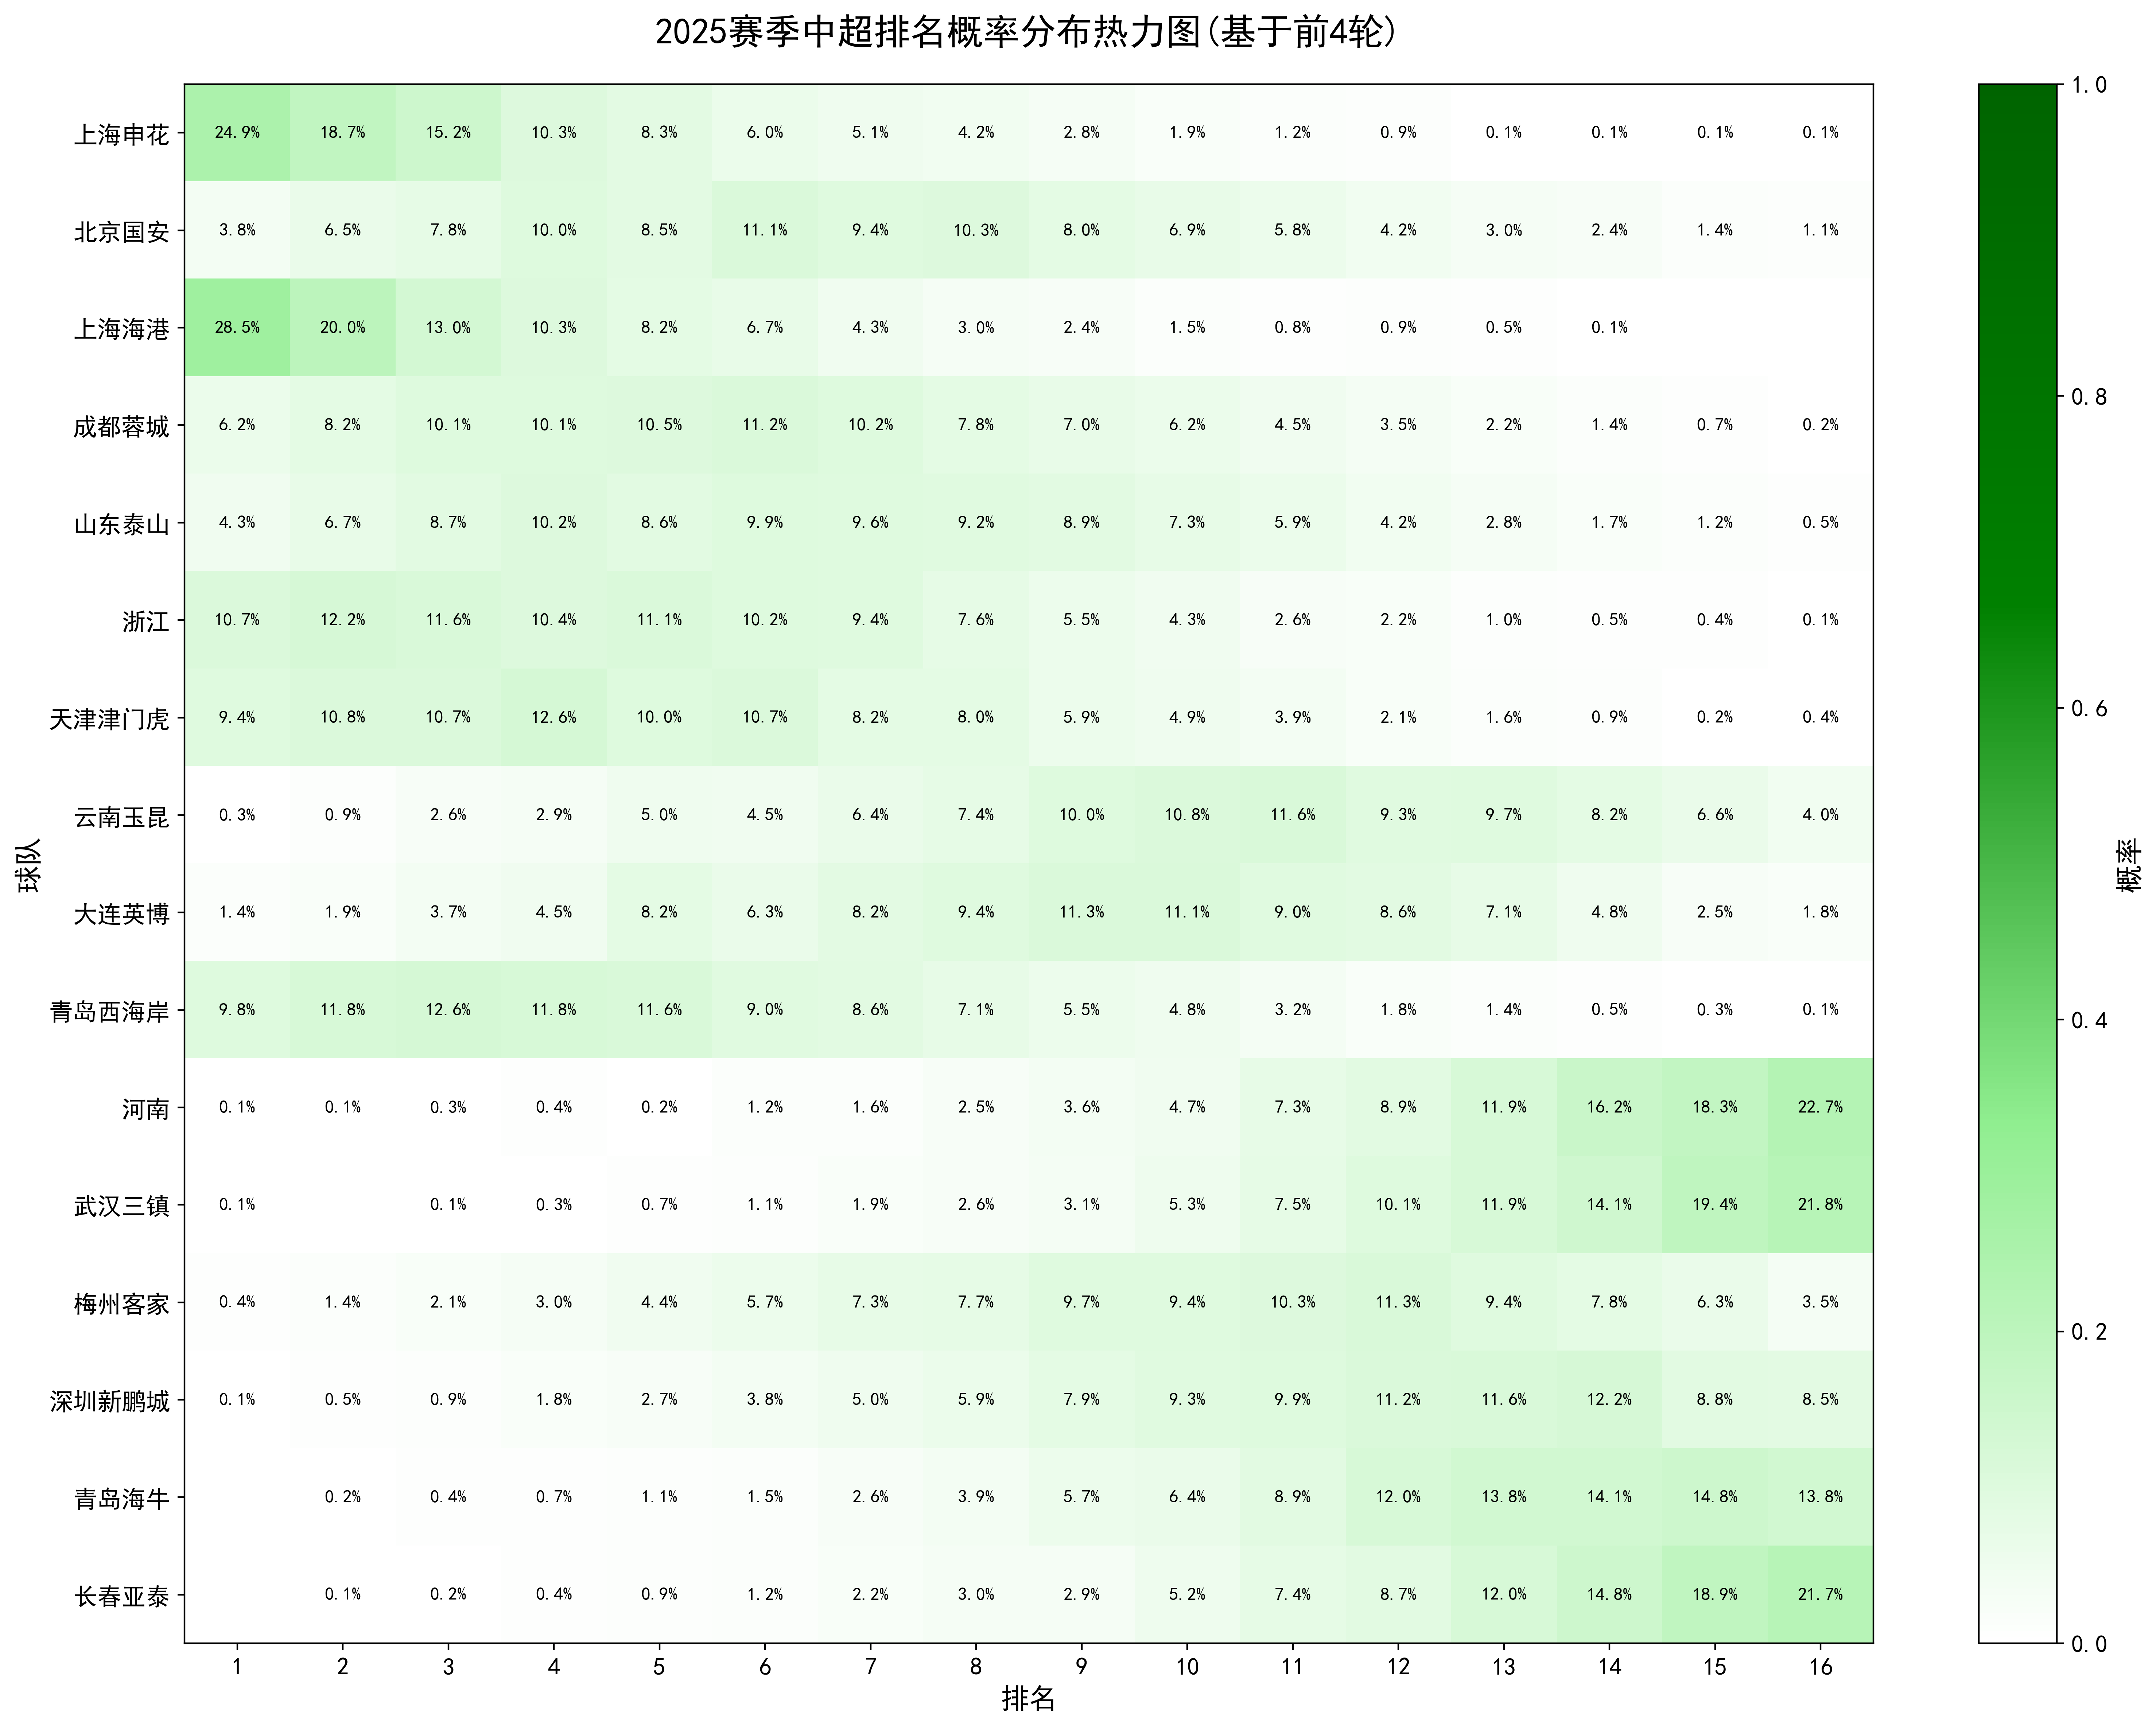 2025赛季中超排名概率分布热力图(基于前4轮)
上海申花 24.9% 18.7% 15.2% 10.3% 8.3% 6.0% 5.1% 4.2% 2.8% 1.9% 1.2% 0.9% 0.1% 0.1% 0.1% 0.1%
北京国安 3.8% 6.5% 7.8% 10.0% 8.5% 11.1% 9.4% 10.3% 8.0% 6.9% 5.8% 4.2% 3.0% 2.4% 1.4% 1.1%
上海海港 28.5% 20.0% 13.0% 10.3% 8.2% 6.7% 4.3% 3.0% 2.4% 1.5% 0.8% 0.9% 0.5% 0.1%
成都蓉城 6.2% 8.2% 10.1% 10.1% 10.5% 11.2% 10.2% 7.8% 7.0% 6.2% 4.5% 3.5% 2.2% 1.4% 0.7% 0.2%
山东泰山 4.3% 6.7% 8.7% 10.2% 8.6% 9.9% 9.6% 9.2% 8.9% 7.3% 5.9% 4.2% 2.8% 1.7% 1.2% 0.5%
浙江 10.7% 12.2% 11.6% 10.4% 11.1% 10.2% 9.4% 7.6% 5.5% 4.3% 2.6% 2.2% 1.0% 0.5% 0.4% 0.1%
天津津门虎 9.4% 10.8% 10.7% 12.6% 10.0% 10.7% 8.2% 8.0% 5.9% 4.9% 3.9% 2.1% 1.6% 0.9% 0.2% 0.4%
云南玉昆 0.3% 0.9% 2.6% 2.9% 5.0% 4.5% 6.4% 7.4% 10.0% 10.8% 11.6% 9.3% 9.7% 8.2% 6.6% 4.0%
大连英博 1.4% 1.9% 3.7% 4.5% 8.2% 6.3% 8.2% 9.4% 11.3% 11.1% 9.0% 8.6% 7.1% 4.8% 2.5% 1.8%
青岛西海岸 9.8% 11.8% 12.6% 11.8% 11.6% 9.0% 8.6% 7.1% 5.5% 4.8% 3.2% 1.8% 1.4% 0.5% 0.3% 0.1%
河南 0.1% 0.1% 0.3% 0.4% 0.2% 1.2% 1.6% 2.5% 3.6% 4.7% 7.3% 8.9% 11.9% 16.2% 18.3% 22.7%
武汉三镇 0.1% 0.1% 0.3% 0.7% 1.1% 1.9% 2.6% 3.1% 5.3% 7.5% 10.1% 11.9% 14.1% 19.4% 21.8%
梅州客家 0.4% 1.4% 2.1% 3.0% 4.4% 5.7% 7.3% 7.7% 9.7% 9.4% 10.3% 11.3% 9.4% 7.8% 6.3% 3.5%
深圳新鹏城 0.1% 0.5% 0.9% 1.8% 2.7% 3.8% 5.0% 5.9% 7.9% 9.3% 9.9% 11.2% 11.6% 12.2% 8.8% 8.5%
青岛海牛 0.2% 0.4% 0.7% 1.1% 1.5% 2.6% 3.9% 5.7% 6.4% 8.9% 12.0% 13.8% 14.1% 14.8% 13.8%
长春亚泰 0.1% 0.2% 0.4% 0.9% 1.2% 2.2% 3.0% 2.9% 5.2% 7.4% 8.7% 12.0% 14.8% 18.9% 21.7%
1 2 3 4 5 6 7 8 9 10 11 12 13 14 15 16
排名
球队
1.0
0.8
0.6
0.4
0.2
0.0
概率